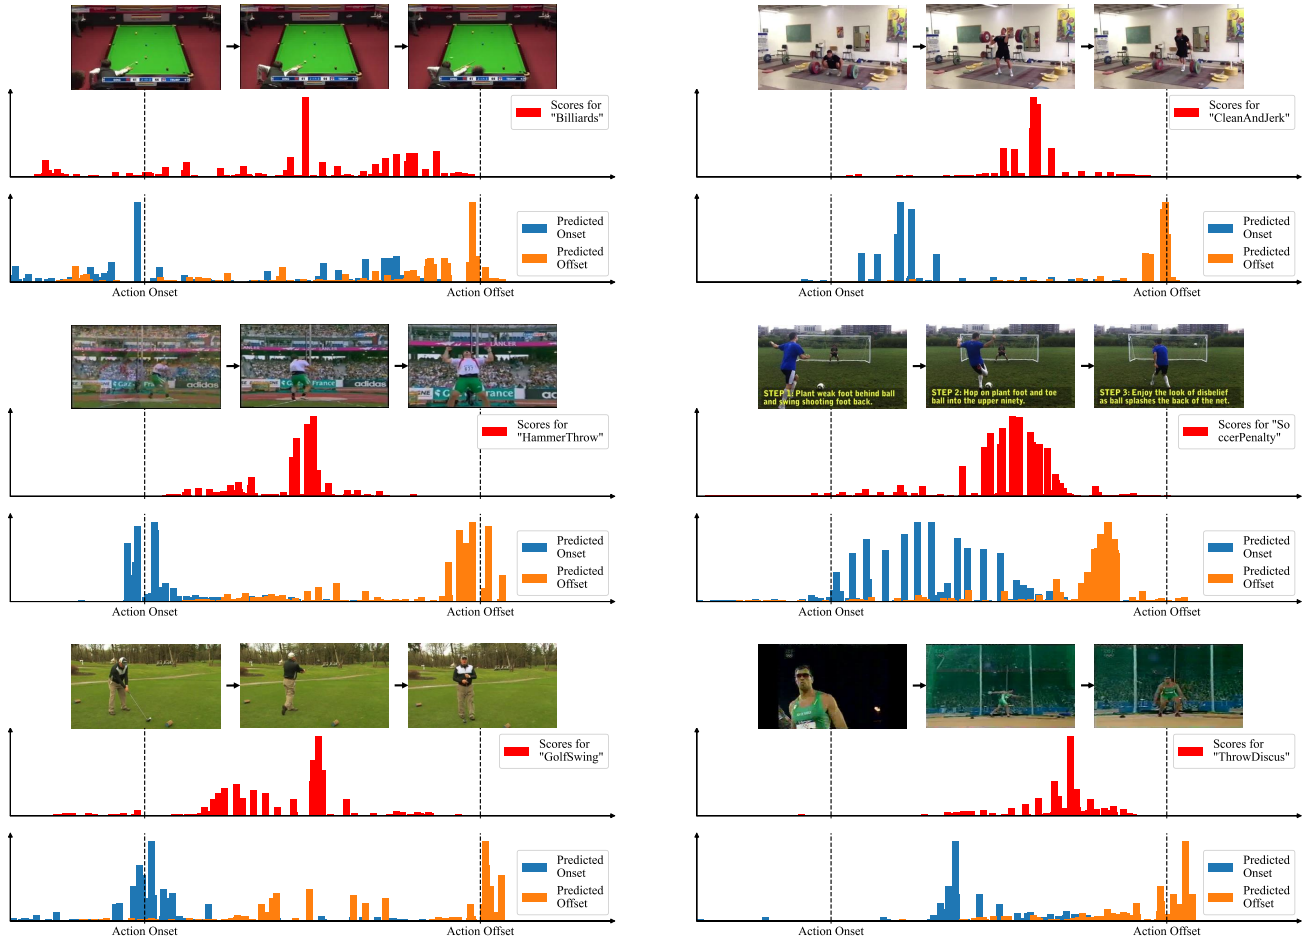 Scores for
"Billiards"
Predicted
Onset
Predicted
Offset
Action Onset
Action Offset
Scores for
"CleanAndJerk"
Predicted
Onset
Predicted
Offset
Action Onset
Action Offset
adidas
Scores for
"HammerThrow"
Predicted
Onset
Predicted
Offset
Action Onset
Action Offset
STEP 1: Plant weak foot behind ball
and swing shooting foot back.
STEP 2: Hop on plant foot and toe
ball into the upper ninety.
STEP 3: Enjoy the look of disbelief
as ball splashes the back of the net.
Scores for "So
ccerPenalty"
Predicted
Onset
Predicted
Offset
Action Onset
Action Offset
Scores for
"GolfSwing"
Predicted
Onset
Predicted
Offset
Action Onset
Action Offset
Scores for
"ThrowDiscus"
Predicted
Onset
Predicted
Offset
Action Onset
Action Offset